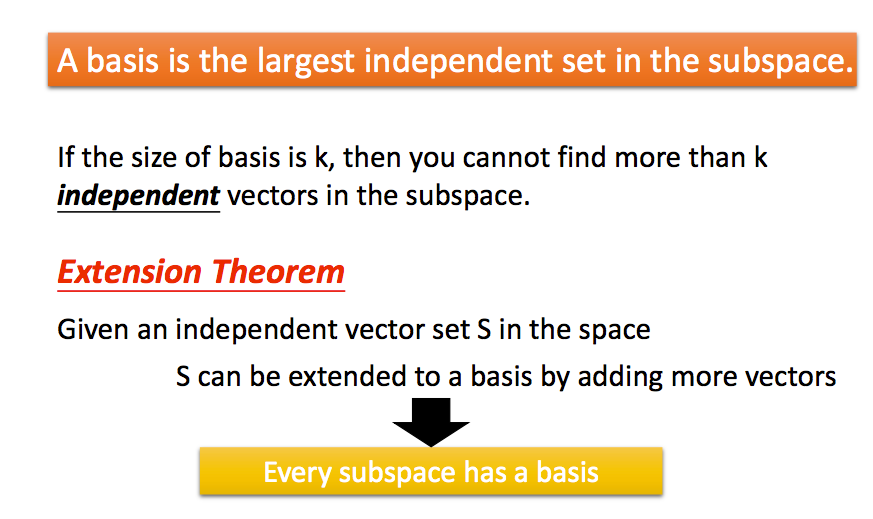 A basis is the largest independent set in the subspace.
If the size of basis is k, then you cannot find more than k
independent vectors in the subspace.
Extension Theorem
Given an independent vector set S in the space
S can be extended to a basis by adding more vectors
Every subspace has a basis